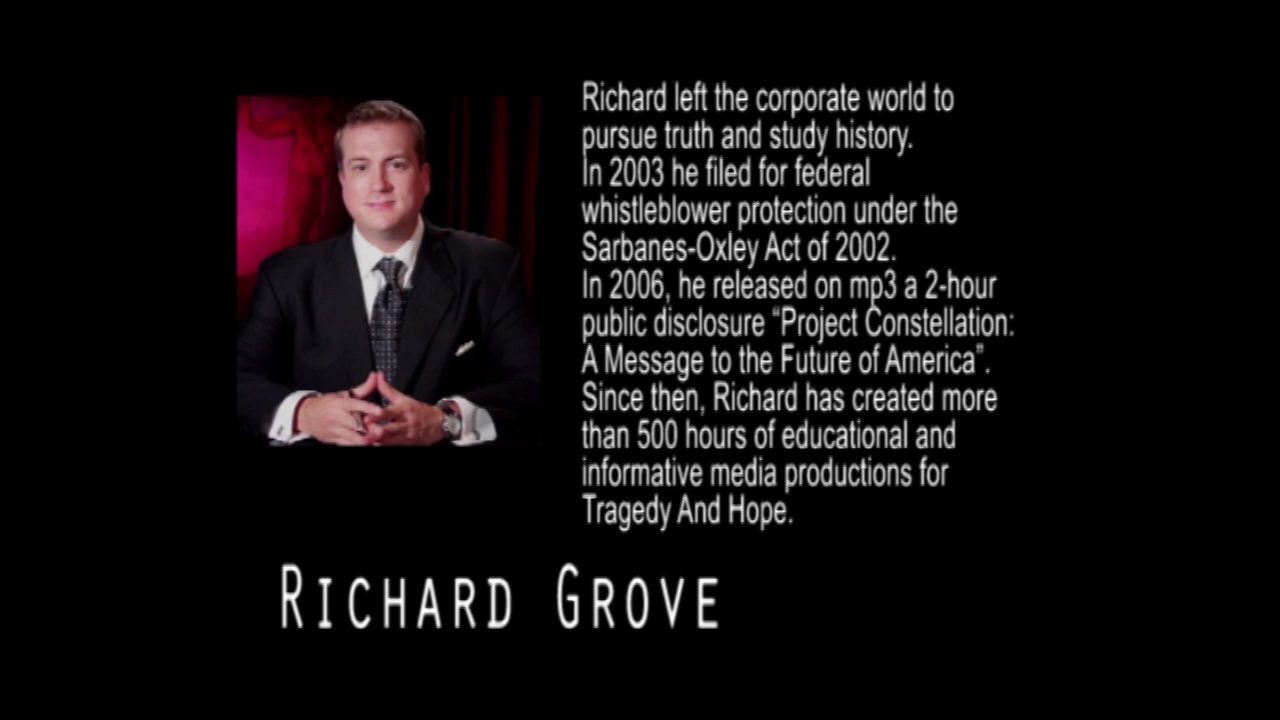 Richard left the corporate world to
pursue truth and study history.
In 2003 he filed for federal
whistleblower protection under the
Sarbanes-Oxley Act of 2002.
In 2006, he released on mp3 a 2-hour
public disclosure “Project Constellation:
A Message to the Future of America”.
Since then, Richard has created more
than 500 hours of educational and
informative media productions for
Tragedy And Hope.
RICHARD GROVE